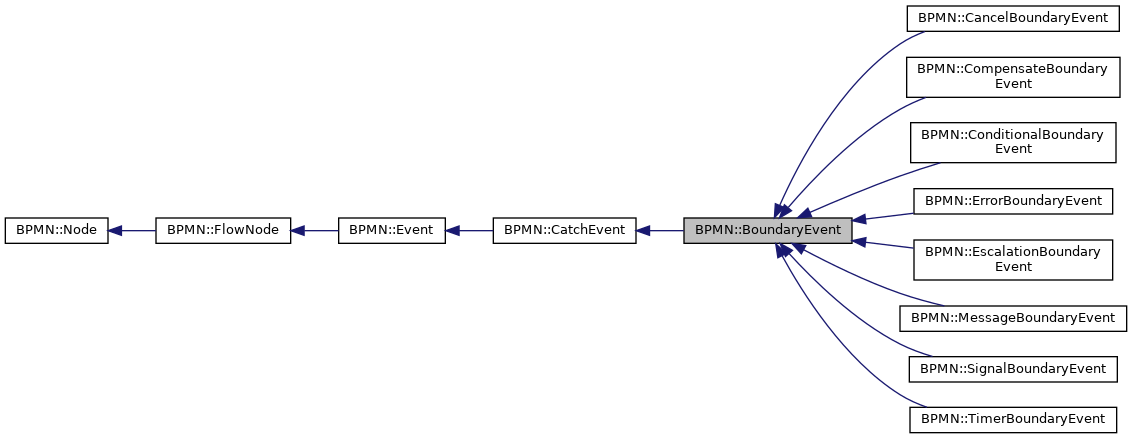 BPMN::Node
BPMN::FlowNode
BPMN::Event
BPMN::CatchEvent
BPMN::BoundaryEvent
BPMN::CancelBoundaryEvent
BPMN::CompensateBoundary
Event
BPMN::ConditionalBoundary
Event
BPMN::ErrorBoundaryEvent
BPMN::EscalationBoundary
Event
BPMN::MessageBoundaryEvent
BPMN::SignalBoundaryEvent
BPMN::TimerBoundaryEvent